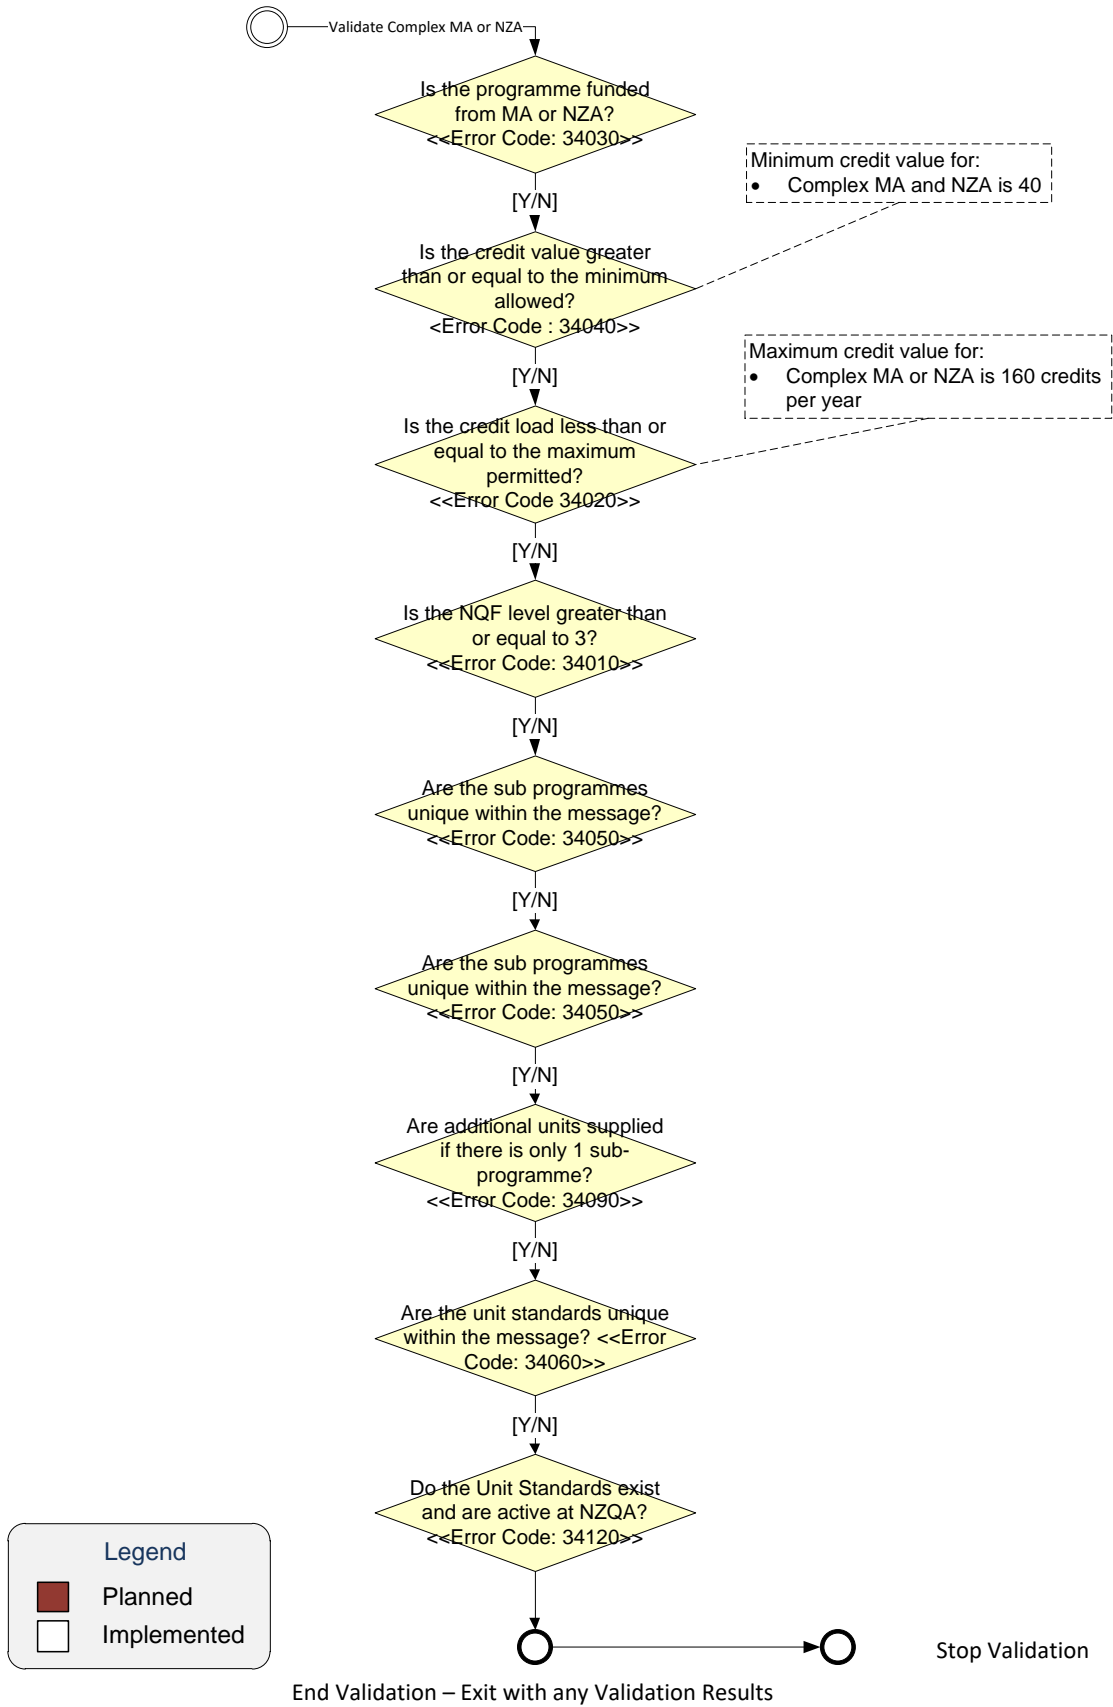 Validate Complex MA or NZA
Is the programme funded
from MA or NZA?
<<Error Code: 34030>>
Minimum credit value for:
• Complex MA and NZA is 40
[Y/N]
Is the credit value greater
than or equal to the minimum
allowed?
<Error Code : 34040>>
Maximum credit value for:
• Complex MA or NZA is 160 credits
per year
[Y/N]
Is the credit load less than or
equal to the maximum
permitted?
<<Error Code 34020>>
[Y/N]
Is the NQF level greater than
or equal to 3?
<<Error Code: 34010>>
[Y/N]
Are the sub programmes
unique within the message?
<<Error Code: 34050>>
[Y/N]
Are the sub programmes
unique within the message?
<<Error Code: 34050>>
[Y/N]
Are additional units supplied
if there is only 1 sub-
programme?
<<Error Code: 34090>>
[Y/N]
Are the unit standards unique
within the message? <<Error
Code: 34060>>
[Y/N]
Do the Unit Standards exist
and are active at NZQA?
<<Error Code: 34120>>
Legend
Planned
Implemented
Stop Validation
End Validation – Exit with any Validation Results